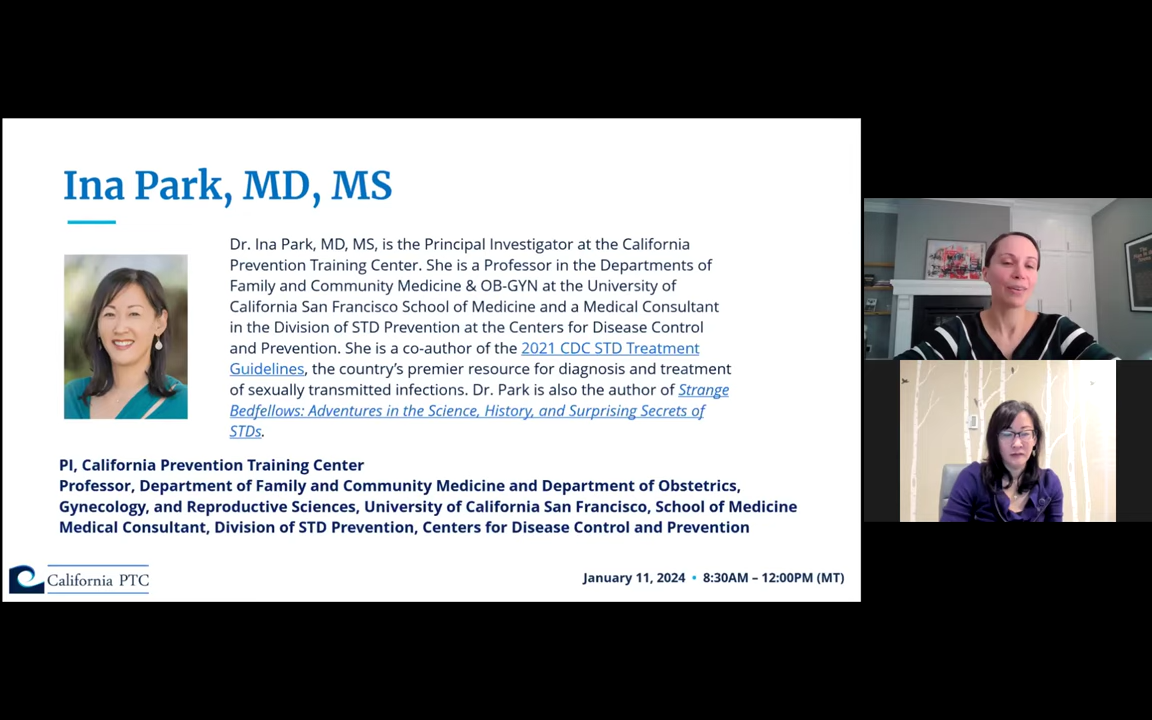 Ina Park, MD, MS
Dr. Ina Park, MD, MS, is the Principal Investigator at the California
Prevention Training Center. She is a Professor in the Departments of
Family and Community Medicine & OB-GYN at the University of
California San Francisco School of Medicine and a Medical Consultant
in the Division of STD Prevention at the Centers for Disease Control
and Prevention. She is a co-author of the 2021 CDC STD Treatment
Guidelines, the country’s premier resource for diagnosis and treatment
of sexually transmitted infections. Dr. Park is also the author of Strange
Bedfellows: Adventures in the Science, History, and Surprising Secrets of
STDs.
PI, California Prevention Training Center
Professor, Department of Family and Community Medicine and Department of Obstetrics,
Gynecology, and Reproductive Sciences, University of California San Francisco, School of Medicine
Medical Consultant, Division of STD Prevention, Centers for Disease Control and Prevention
California PTC
January 11, 2024 • 8:30AM – 12:00PM (MT)